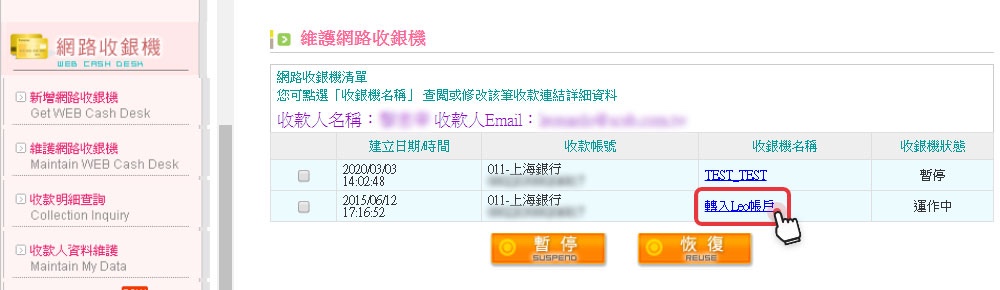 網路收銀機
WEB CASH DESK
新增網路收銀機
Get WEB Cash Desk
維護網路收銀機
Maintain WEB Cash Desk
收款明細查詢
Collection Inquiry
收款人資料維護
Maintain My Data
維護網路收銀機
網路收銀機清單
您可點選「收銀機名稱」 查閱或修改該筆收款連結詳細資料
收款人名稱： 收款人Email：
建立日期/時間 收款帳號 收銀機名稱 收銀機狀態
2020/03/03 011-上海銀行 TEST_TEST 暫停
14:02:48
2015/06/12 011-上海銀行 轉入Leo帳戶 運作中
17:16:52
暫停 恢復
SUSPEND REUSE